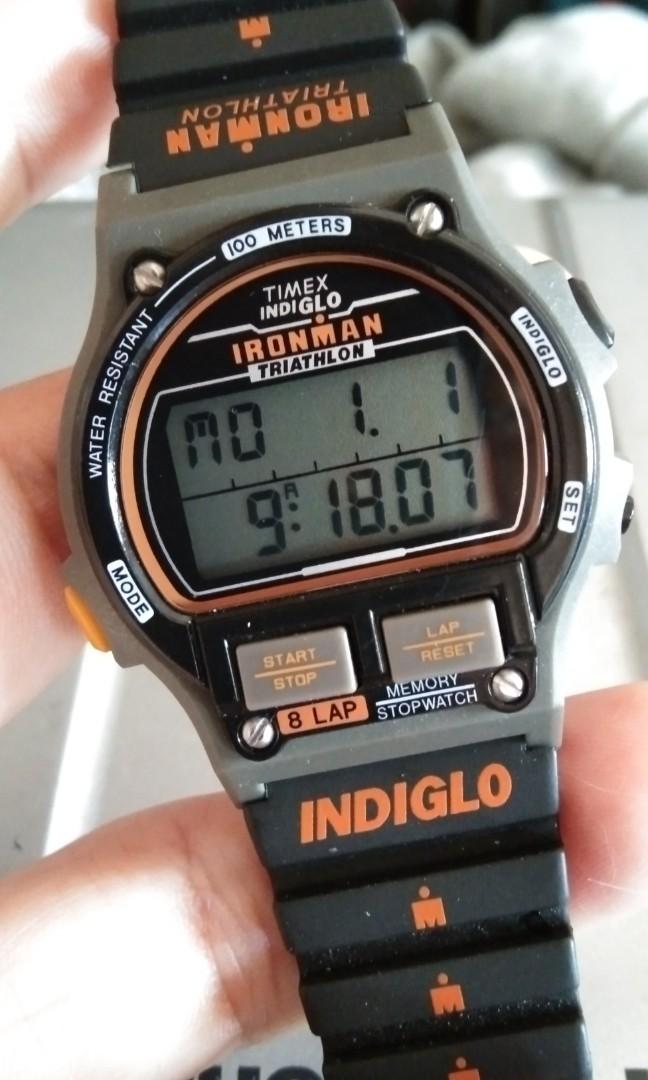 IRONMAN
TRIATHLON
100 METERS
WATER RESISTANT
TIMEX
INDIGLO
IRONMAN
TRIATHLON
INDIGLO
MO 1. 1
A
9:18.07
SET
MODE
START
STOP
LAP
RESET
8 LAP
MEMORY
STOPWATCH
INDIGLO
M
M
M